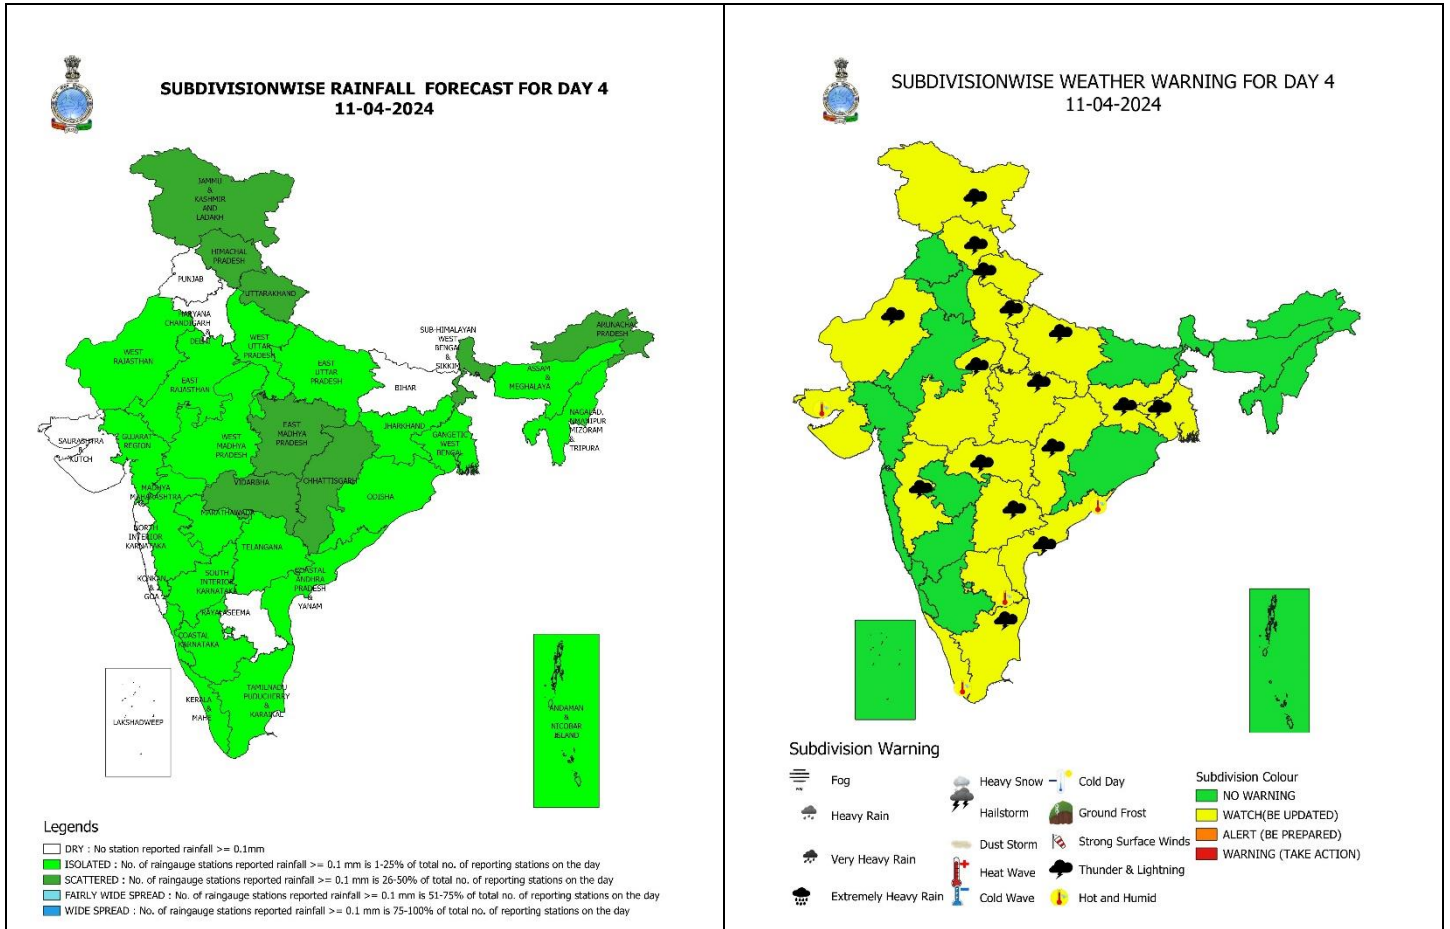 SUBDIVISIONWISE RAINFALL FORECAST FOR DAY 4
11-04-2024
JAMMU
&
KASHMIR
AND
LADAKH
HIMACHAL
PRADESH
PUNJAB
UTTARAKHAND
HARYANA
CHANDIGARH
&
DELHI
WEST
UTTAR
PRADESH
SUB-HIMALAYAN
WEST
BENGAL
&
SIKKIM
ARUNACHAL
PRADESH
WEST
RAJASTHAN
EAST
UTTAR
PRADESH
ASSAM
&
MEGHALAYA
EAST
RAJASTHAN
BIHAR
NAGALAD,
MANIPUR
MIZORAM
&
TRIPURA
SAURASHTRA
&
KUTCH
GUJARAT
REGION
WEST
MADHYA
PRADESH
EAST
MADHYA
PRADESH
JHARKHAND
GANGETIC
WEST
BENGAL
MADHYA
MAHARASHTRA
VIDARBHA
CHHATTISGARH
ODISHA
MARATHAWADA
NORTH
INTERIOR
KARNATAKA
TELANGANA
KONKAN
&
GOA
SOUTH
INTERIOR
KARNATAKA
COASTAL
ANDHRA
PRADESH
&
YANAM
RAYALASEEMA
COASTAL
KARNATAKA
KERALA
&
MAHE
TAMILNADU
PUDUCHERRY
&
KARAIKAL
LAKSHADWEEP
ANDAMAN
&
NICOBAR
ISLAND
Legends
DRY : No station reported rainfall >= 0.1mm
ISOLATED : No. of raingauge stations reported rainfall >= 0.1 mm is 1-25% of total no. of reporting stations on the day
SCATTERED : No. of raingauge stations reported rainfall >= 0.1 mm is 26-50% of total no. of reporting stations on the day
FAIRLY WIDE SPREAD : No. of raingauge stations reported rainfall >= 0.1 mm is 51-75% of total no. of reporting stations on the day
WIDE SPREAD : No. of raingauge stations reported rainfall >= 0.1 mm is 75-100% of total no. of reporting stations on the day
SUBDIVISIONWISE WEATHER WARNING FOR DAY 4
11-04-2024
Subdivision Warning
Fog
Heavy Rain
Very Heavy Rain
Extremely Heavy Rain
Heavy Snow
Hailstorm
Dust Storm
Heat Wave
Cold Wave
Cold Day
Ground Frost
Strong Surface Winds
Thunder & Lightning
Hot and Humid
Subdivision Colour
NO WARNING
WATCH(BE UPDATED)
ALERT (BE PREPARED)
WARNING (TAKE ACTION)